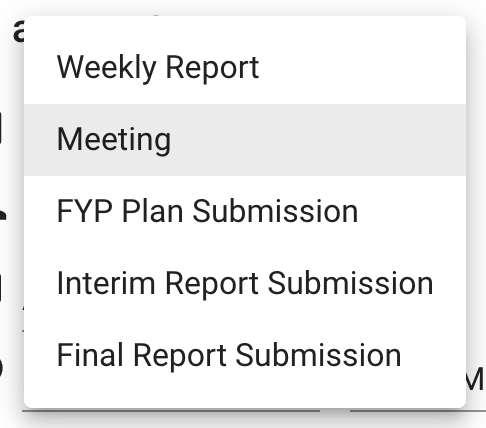 Weekly Report
Meeting
FYP Plan Submission
Interim Report Submission
Final Report Submission
M